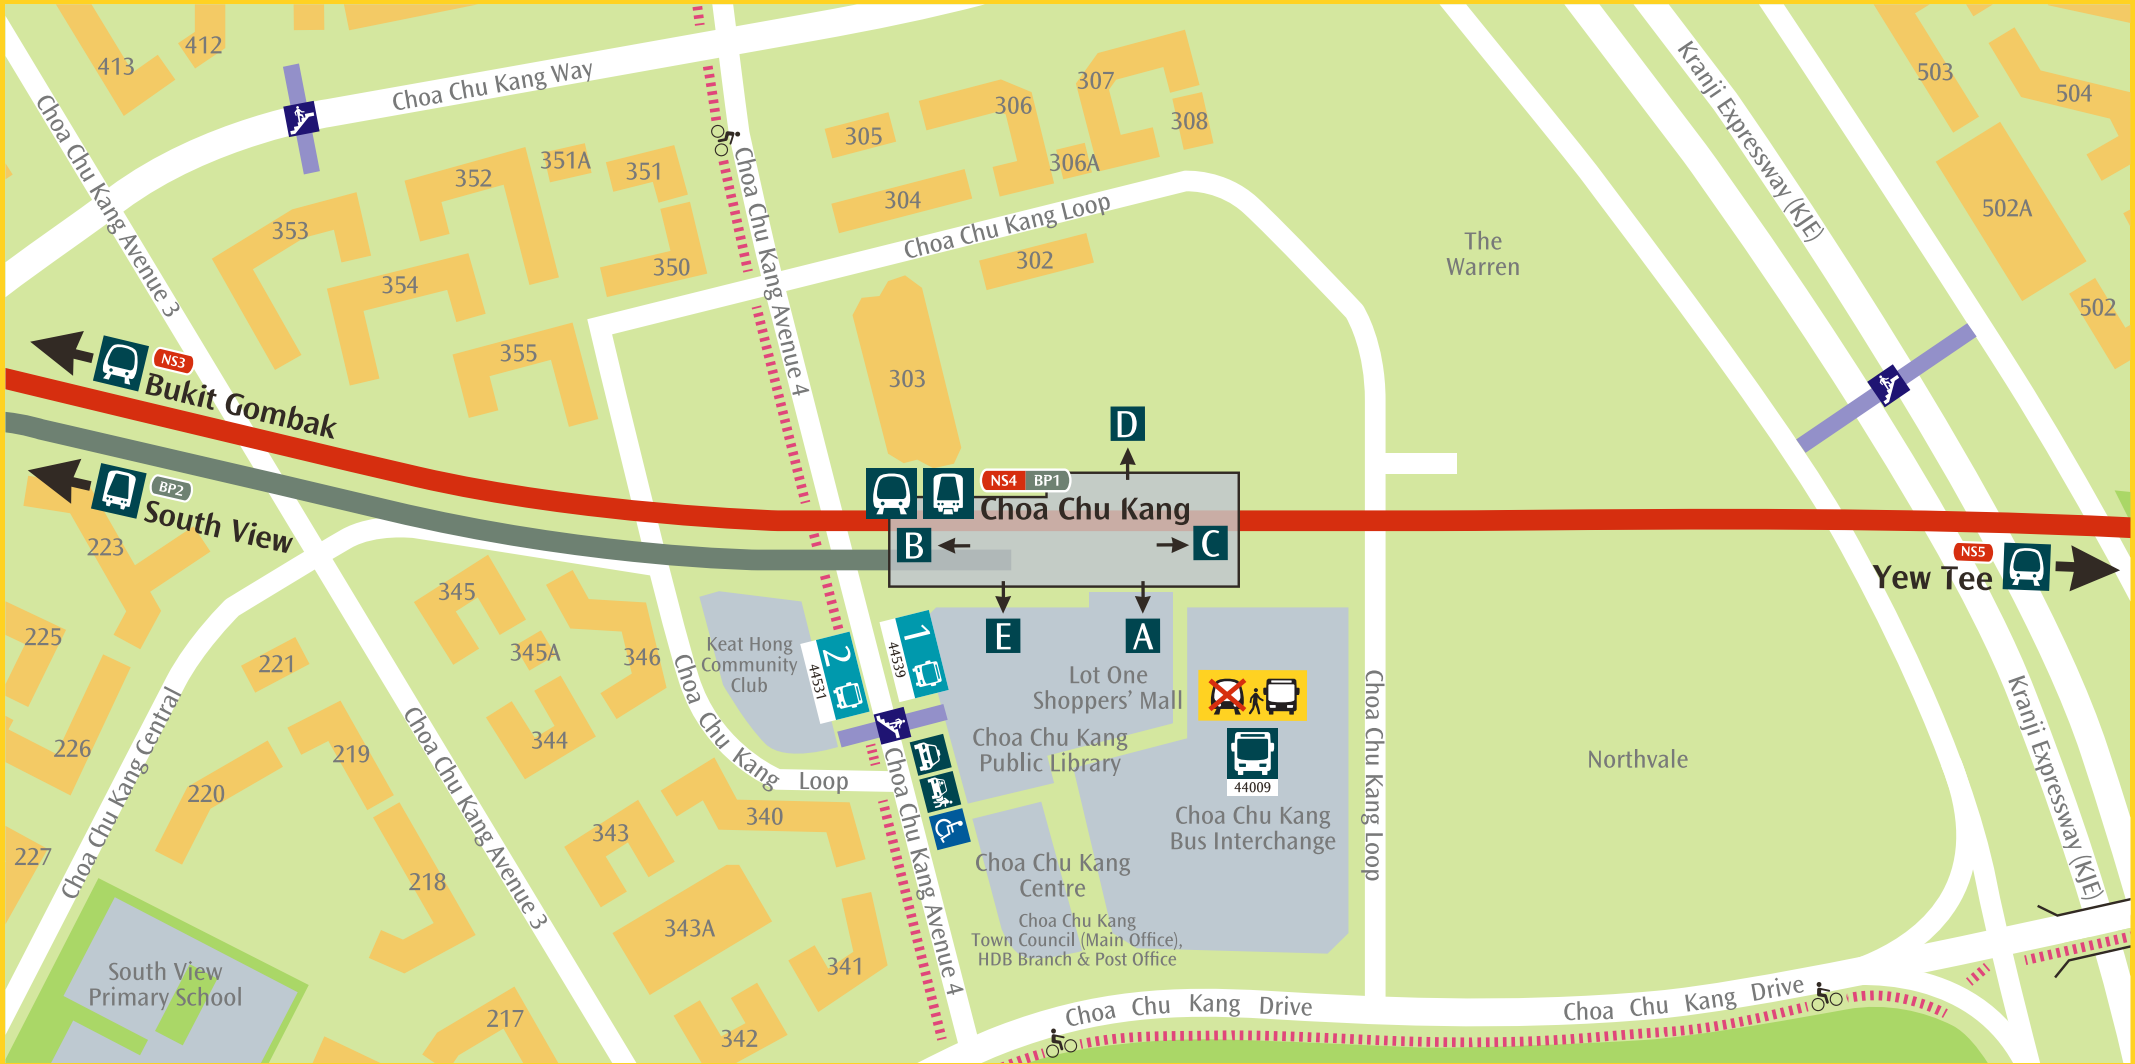 413
412
Choa Chu Kang Way
Choa Chu Kang Avenue 3
353
352
351A
351
354
350
355
Choa Chu Kang Avenue 4
305
306
307
308
306A
304
Choa Chu Kang Loop
302
303
The
Warren
Kranji Expressway (KJE)
503
504
502A
502
NS3
Bukit Gombak
BP2
South View
NS4 BP1
Choa Chu Kang
D
B
C
E
A
NS5
Yew Tee
223
225
226
227
221
220
219
218
217
Choa Chu Kang Central
Choa Chu Kang Avenue 3
345
345A
346
344
343
343A
340
341
342
Keat Hong
Community
Club
2
44531
1
44539
Choa Chu Kang Loop
Choa Chu Kang Avenue 4
Lot One
Shoppers' Mall
Choa Chu Kang
Public Library
44009
Choa Chu Kang
Bus Interchange
Choa Chu Kang
Centre
Choa Chu Kang
Town Council (Main Office),
HDB Branch & Post Office
Choa Chu Kang Loop
Northvale
Kranji Expressway (KJE)
South View
Primary School
Choa Chu Kang Drive
Choa Chu Kang Drive